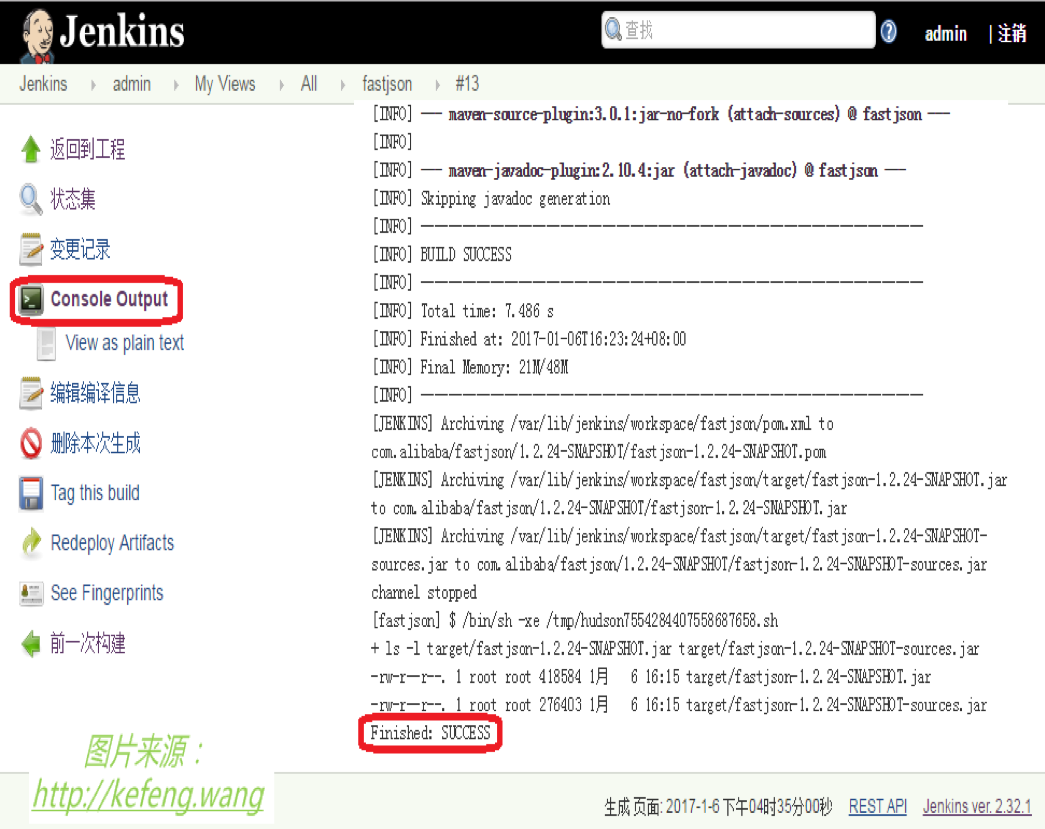 Jenkins
查找
admin
| 注销
Jenkins
admin
My Views
All
fastjson
#13
返回到工程
状态集
变更记录
Console Output
View as plain text
编辑编译信息
删除本次生成
Tag this build
Redeploy Artifacts
See Fingerprints
前一次构建
[INFO] --- maven-source-plugin:3.0.1:jar-no-fork (attach-sources) @ fastjson ---
[INFO]
[INFO] --- maven-javadoc-plugin:2.10.4:jar (attach-javadoc) @ fastjson ---
[INFO] Skipping javadoc generation
[INFO] ------------------------------------------------------------------------
[INFO] BUILD SUCCESS
[INFO] ------------------------------------------------------------------------
[INFO] Total time: 7.486 s
[INFO] Finished at: 2017-01-06T16:23:24+08:00
[INFO] Final Memory: 21M/48M
[INFO] ------------------------------------------------------------------------
[JENKINS] Archiving /var/lib/jenkins/workspace/fastjson/pom.xml to
com.alibaba/fastjson/1.2.24-SNAPSHOT/fastjson-1.2.24-SNAPSHOT.pom
[JENKINS] Archiving /var/lib/jenkins/workspace/fastjson/target/fastjson-1.2.24-SNAPSHOT.jar
to com.alibaba/fastjson/1.2.24-SNAPSHOT/fastjson-1.2.24-SNAPSHOT.jar
[JENKINS] Archiving /var/lib/jenkins/workspace/fastjson/target/fastjson-1.2.24-SNAPSHOT-
sources.jar to com.alibaba/fastjson/1.2.24-SNAPSHOT/fastjson-1.2.24-SNAPSHOT-sources.jar
channel stopped
[fastjson] $ /bin/sh -xe /tmp/hudson7554284407558687658.sh
+ ls -l target/fastjson-1.2.24-SNAPSHOT.jar target/fastjson-1.2.24-SNAPSHOT-sources.jar
-rw-r--r--. 1 root root 418584 1月 6 16:15 target/fastjson-1.2.24-SNAPSHOT.jar
-rw-r--r--. 1 root root 276403 1月 6 16:15 target/fastjson-1.2.24-SNAPSHOT-sources.jar
Finished: SUCCESS
图片来源：
http://kefeng.wang
生成页面: 2017-1-6 下午04时35分00秒
REST API
Jenkins ver. 2.32.1